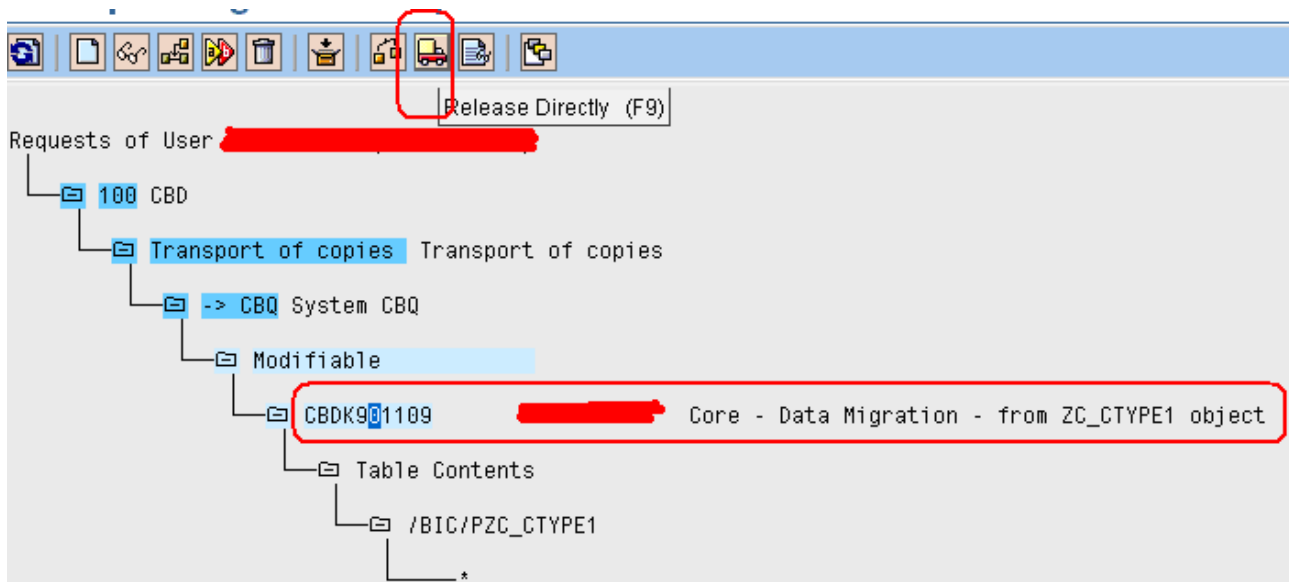 Release Directly (F9)
Requests of User
100 CBD
Transport of copies Transport of copies
-> CBQ System CBQ
Modifiable
CBDK901109 Core - Data Migration - from ZC_CTYPE1 object
Table Contents
/BIC/PZC_CTYPE1
*